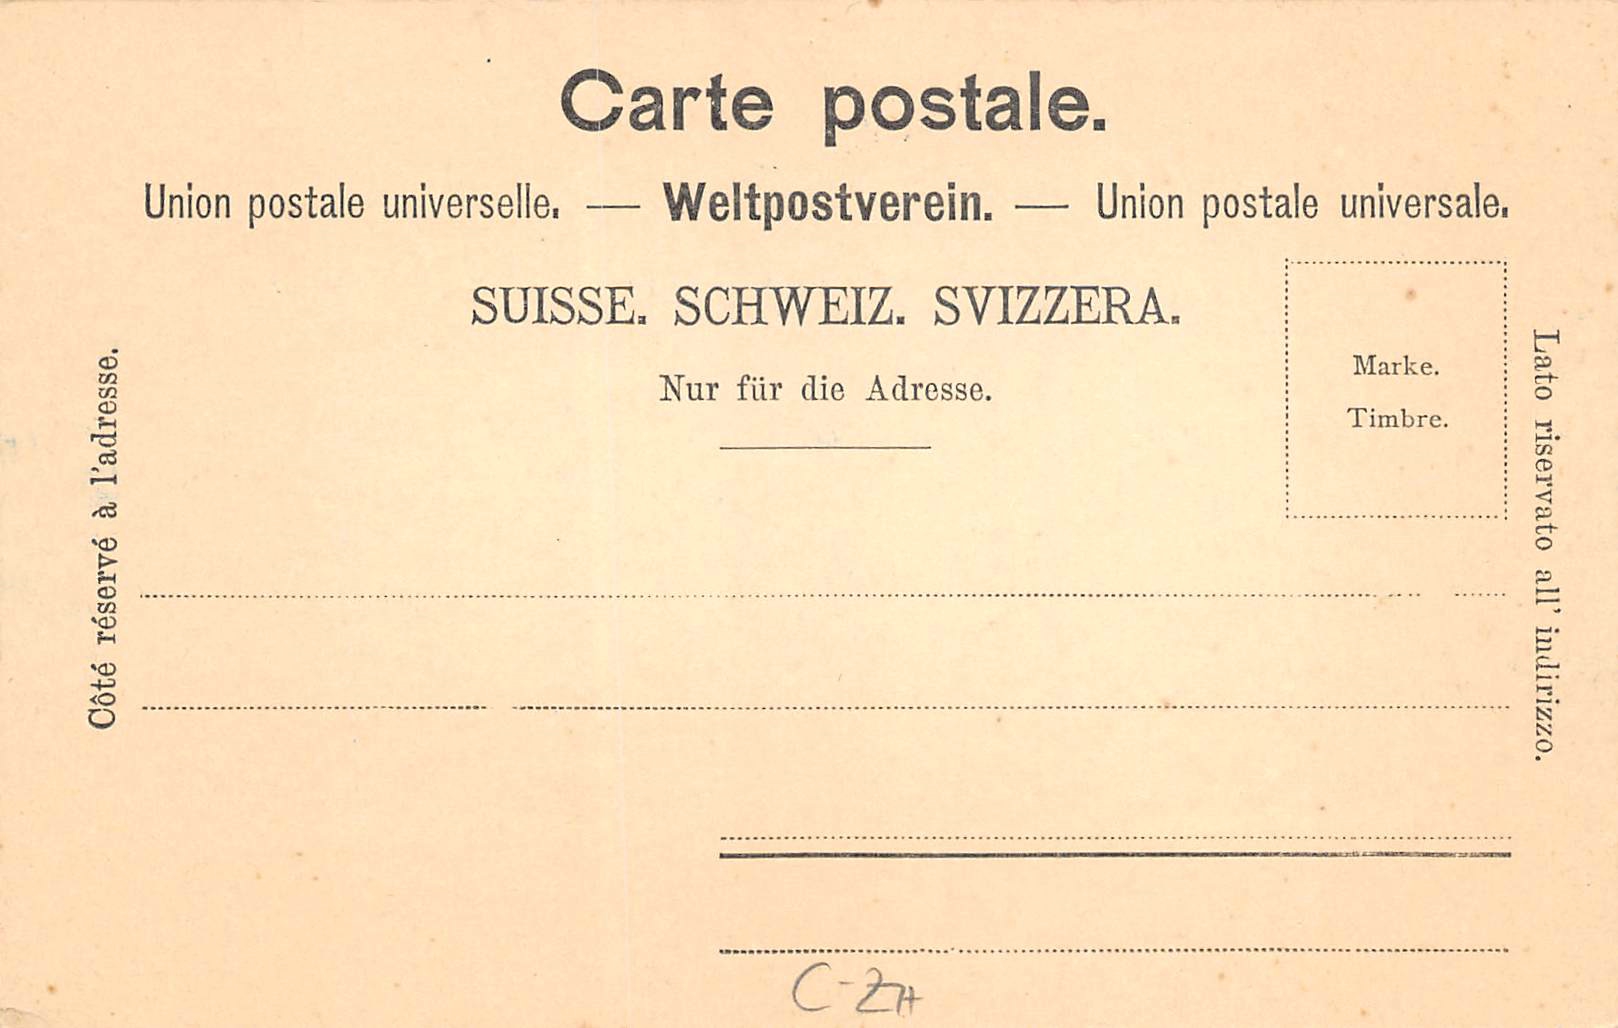 Carte postale.
Union postale universelle. — Weltpostverein. — Union postale universale.
SUISSE. SCHWEIZ. SVIZZERA.
Nur für die Adresse.
Marke.
Timbre.
Côté réservé à l'adresse.
Lato riservato all' indirizzo.
C-ZH